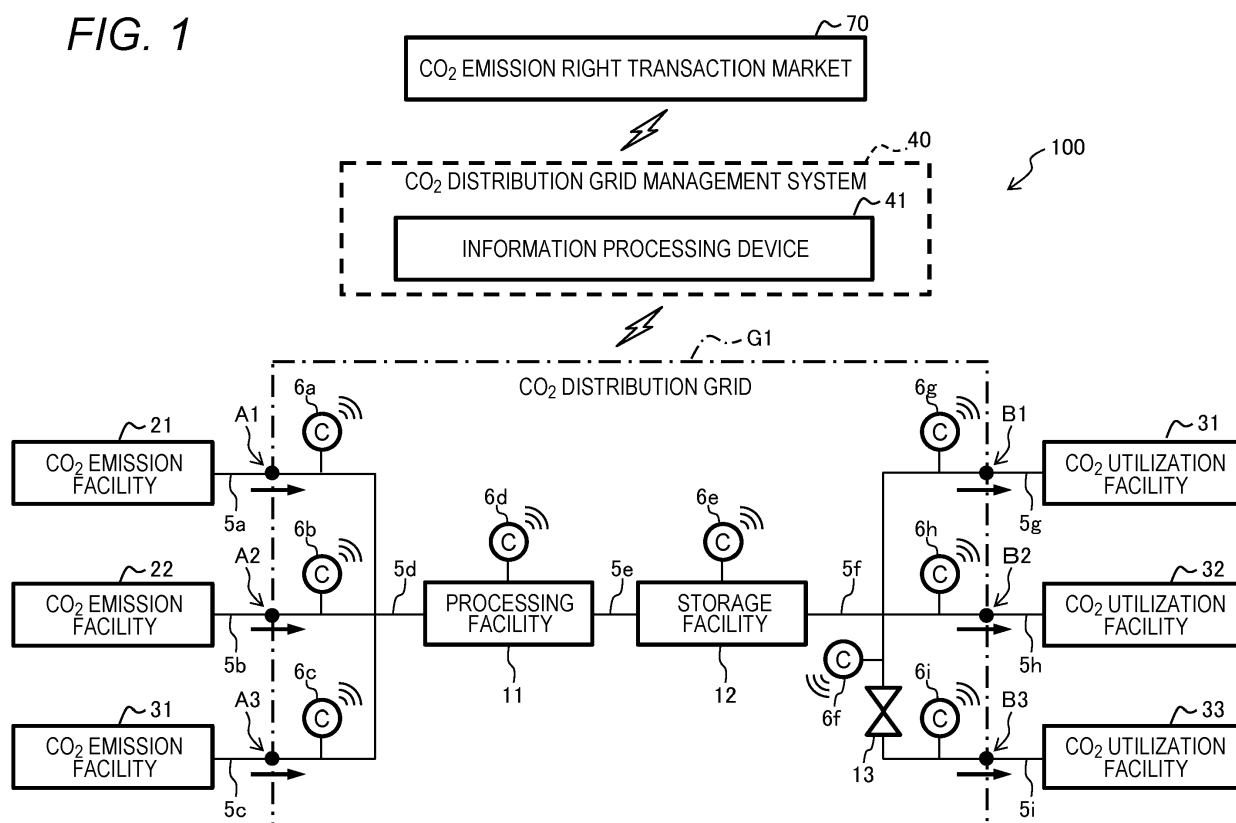 FIG. 1
70
CO₂ EMISSION RIGHT TRANSACTION MARKET
40
100
CO₂ DISTRIBUTION GRID MANAGEMENT SYSTEM
41
INFORMATION PROCESSING DEVICE
G1
CO₂ DISTRIBUTION GRID
6a
C
6g
C
A1
B1
21
CO₂ EMISSION
FACILITY
31
CO₂ UTILIZATION
FACILITY
5a
5g
6d
C
6e
C
6b
C
6h
C
A2
B2
22
CO₂ EMISSION
FACILITY
5d
PROCESSING
FACILITY
5e
STORAGE
FACILITY
5f
32
CO₂ UTILIZATION
FACILITY
5b
5h
11
12
C
6f
6c
C
6i
C
A3
B3
31
CO₂ EMISSION
FACILITY
13
33
CO₂ UTILIZATION
FACILITY
5c
5i